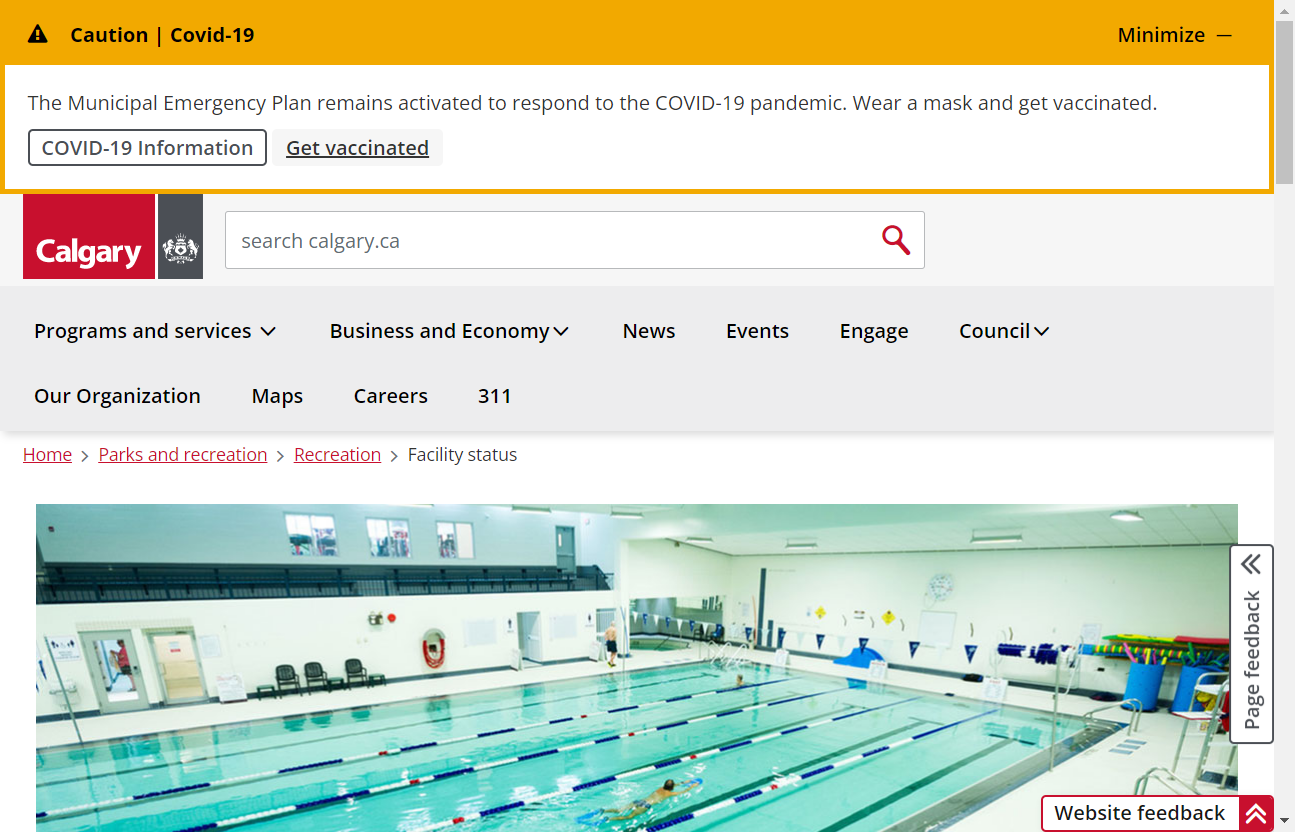 Caution | Covid-19
Minimize
The Municipal Emergency Plan remains activated to respond to the COVID-19 pandemic. Wear a mask and get vaccinated.
COVID-19 Information
Get vaccinated
Calgary
search calgary.ca
Programs and services
Business and Economy
News
Events
Engage
Council
Our Organization
Maps
Careers
311
Home > Parks and recreation > Recreation > Facility status
Page feedback
Website feedback